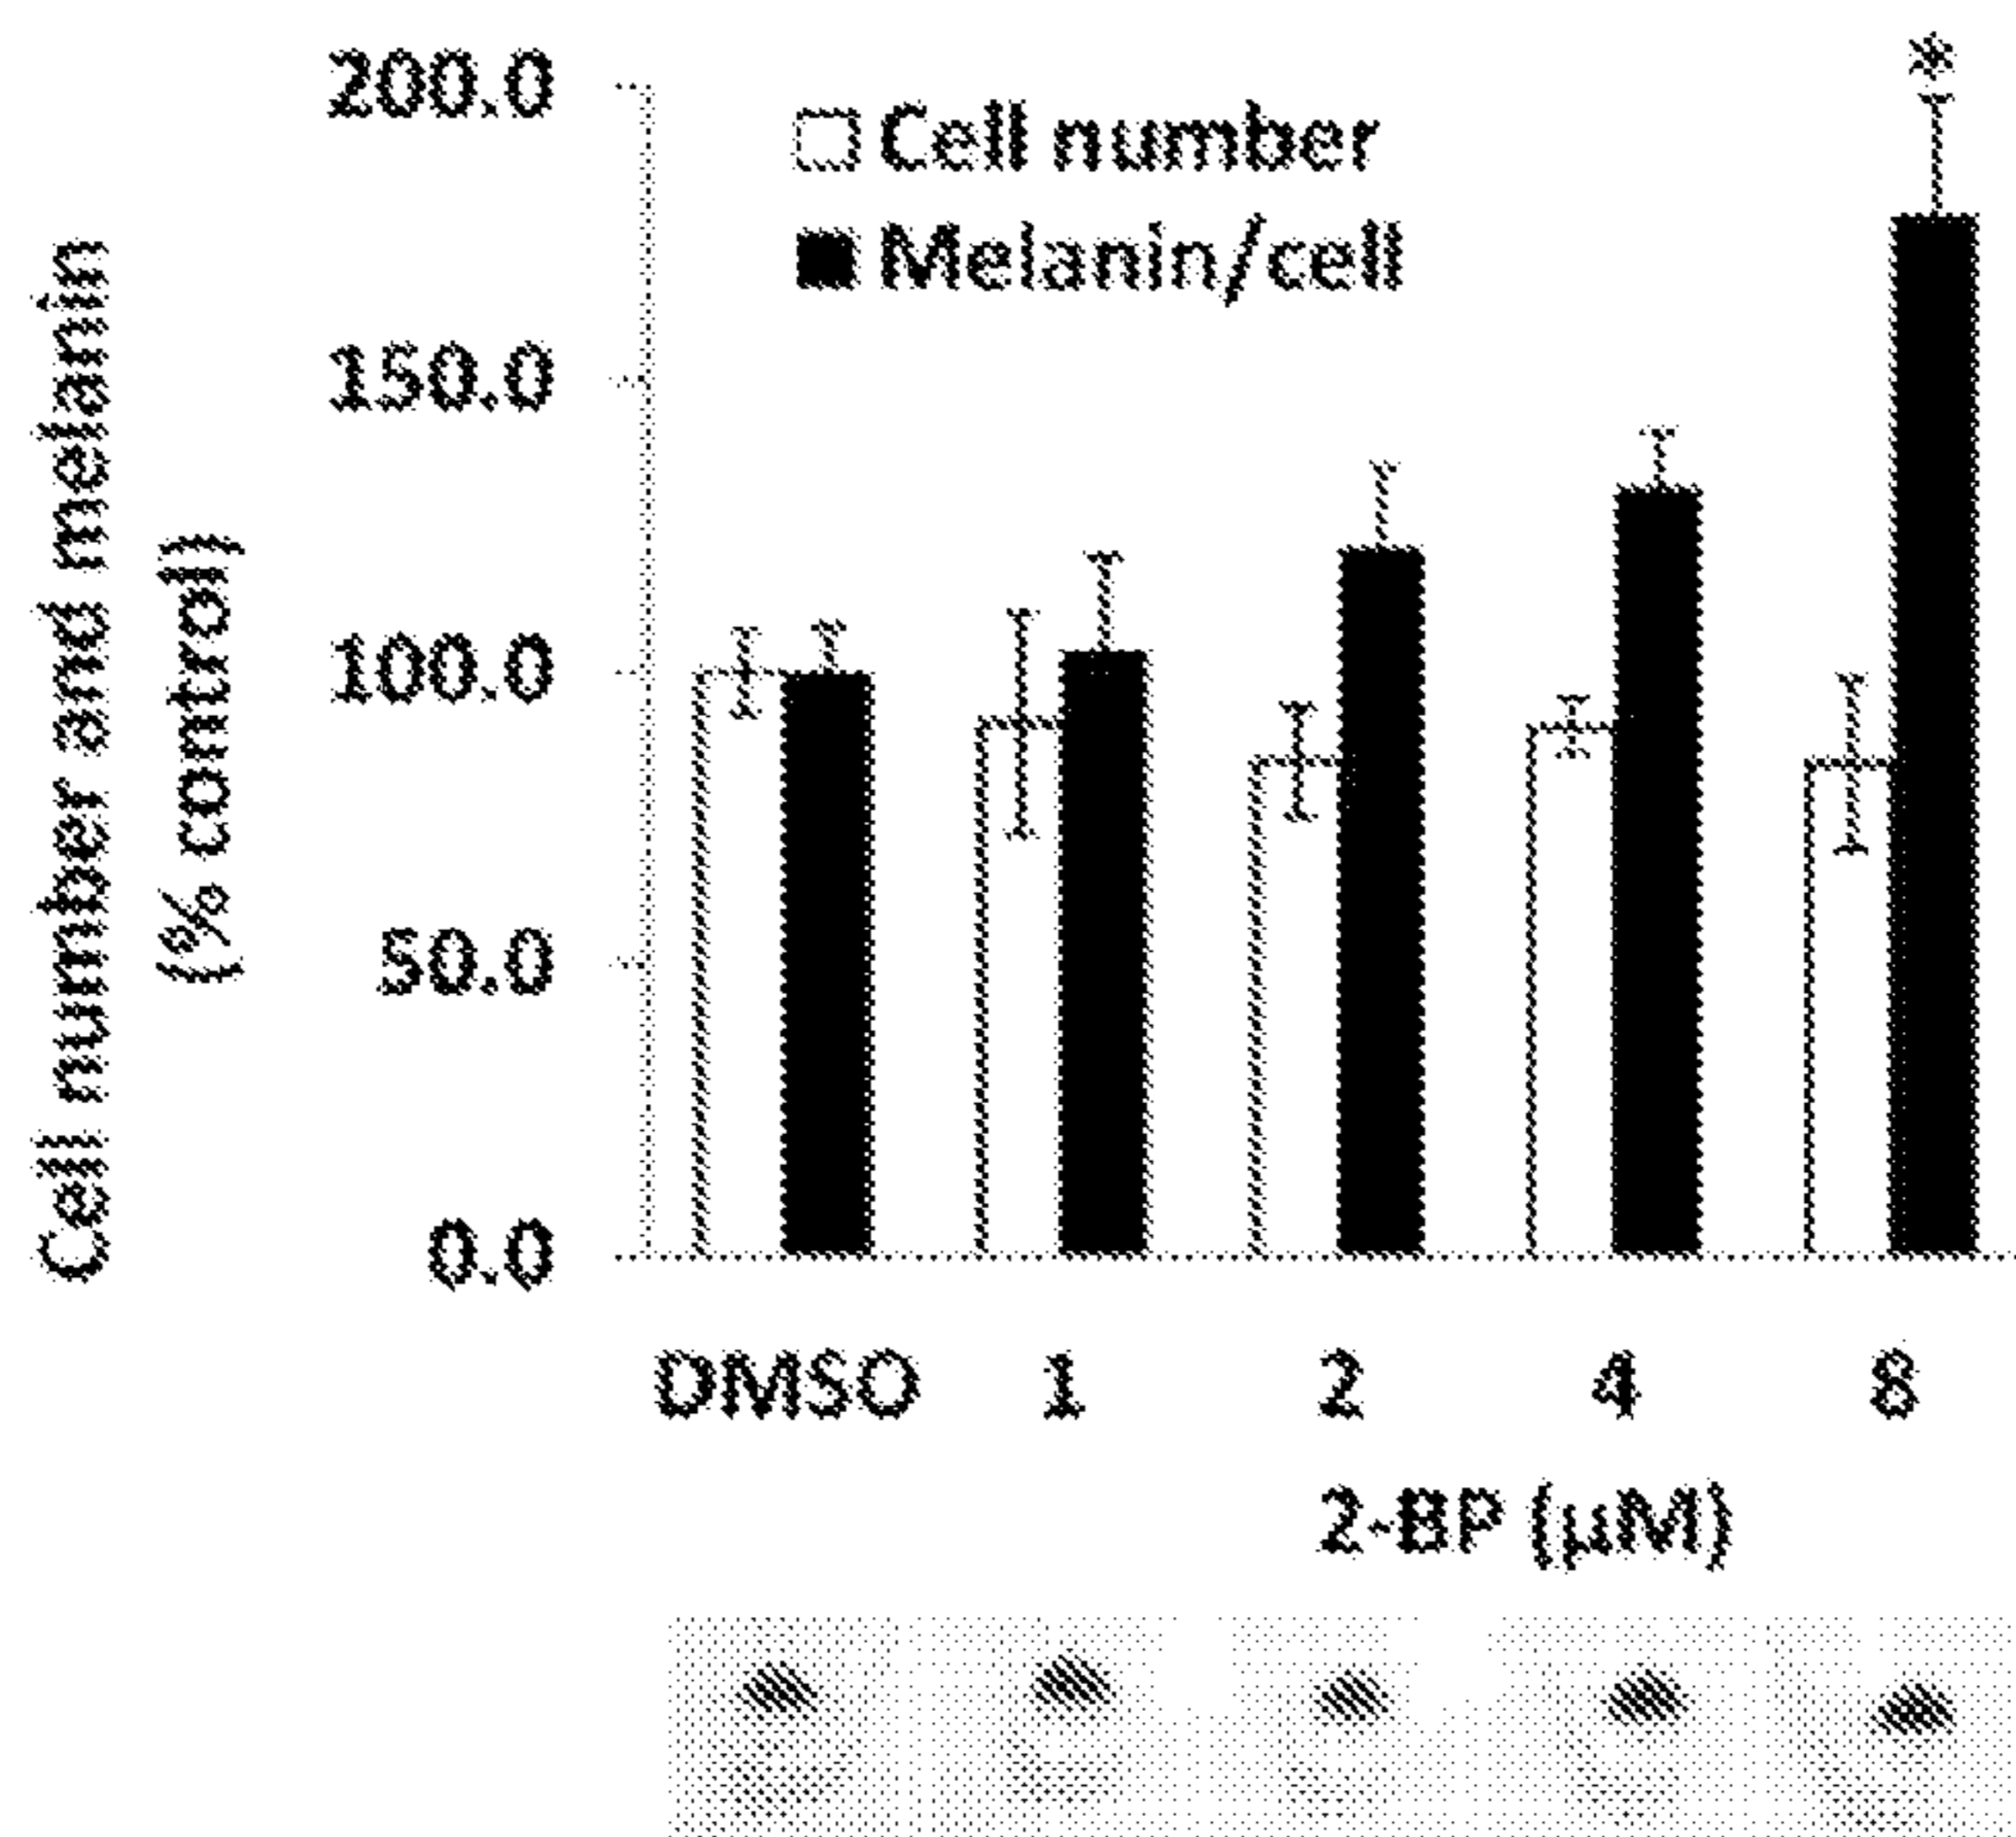 Cell number and melanin
(% control)
200.0
150.0
100.0
50.0
0.0
Cell number
Melanin/cell
*
DMSO 1 2 4 8
2-BP (µM)